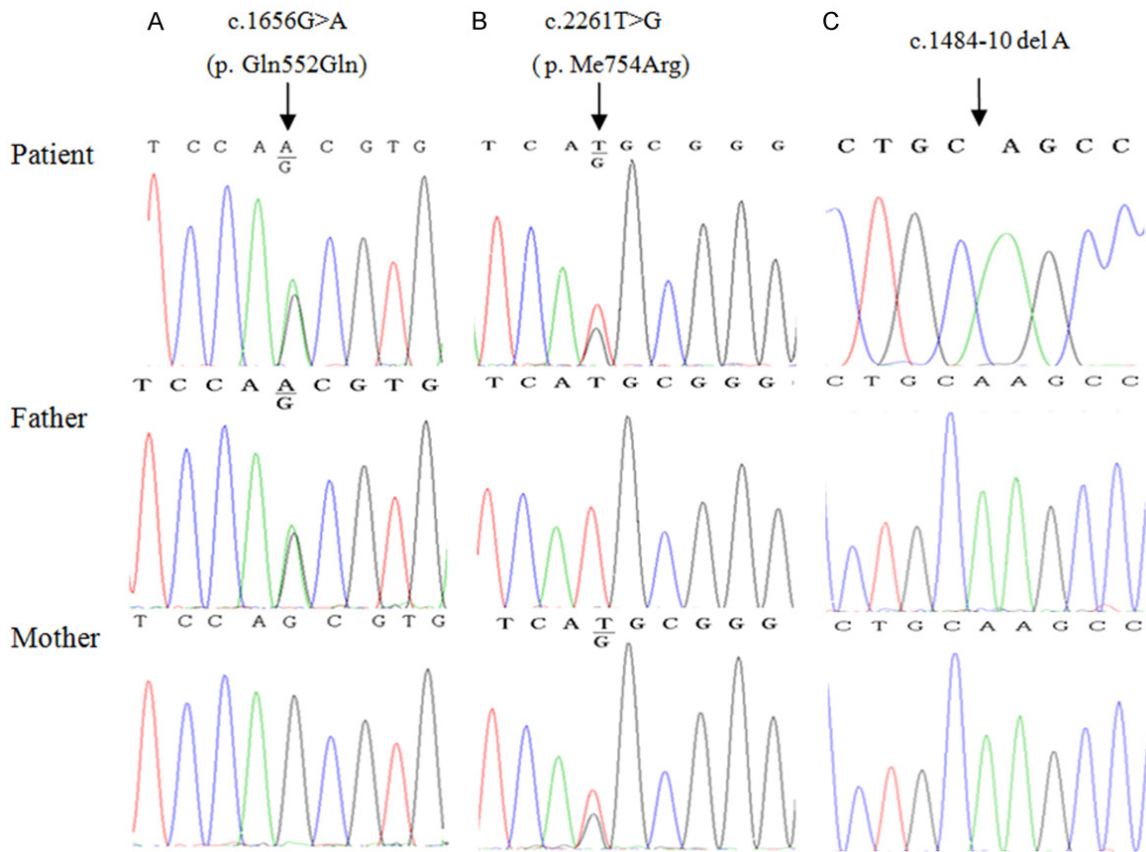 A
c.1656G>A
(p. Gln552Gln)
B
c.2261T>G
( p. Me754Arg)
C
c.1484-10 del A
Patient
T C C A A C G T G
G
T C A T G C G G G
G
C T G C A G C C
Father
T C C A A C G T G
G
T C A T G C G G G
C T G C A A G C C
Mother
T C C A G C G T G
T C A T G C G G G
G
C T G C A A G C C